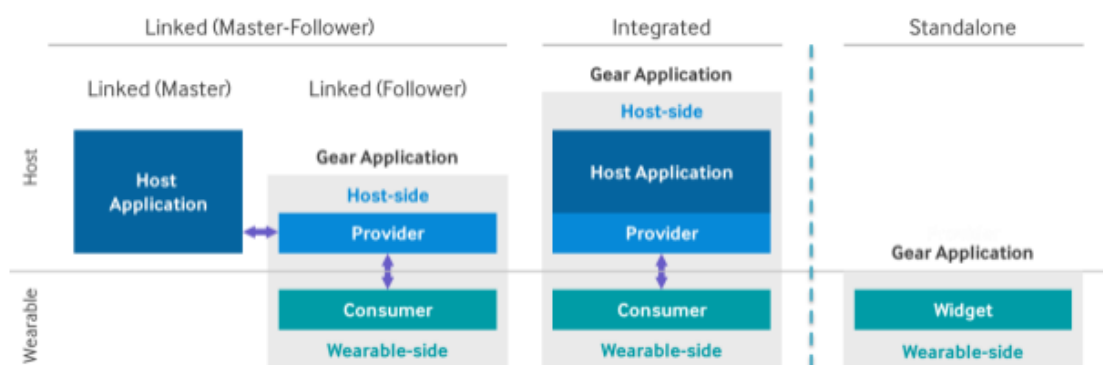 Linked (Master-Follower)
Integrated
Standalone
Linked (Master)
Linked (Follower)
Gear Application
Host-side
Host
Host
Application
Gear Application
Host-side
Provider
Host Application
Provider
Gear Application
Wearable
Consumer
Wearable-side
Consumer
Wearable-side
Widget
Wearable-side